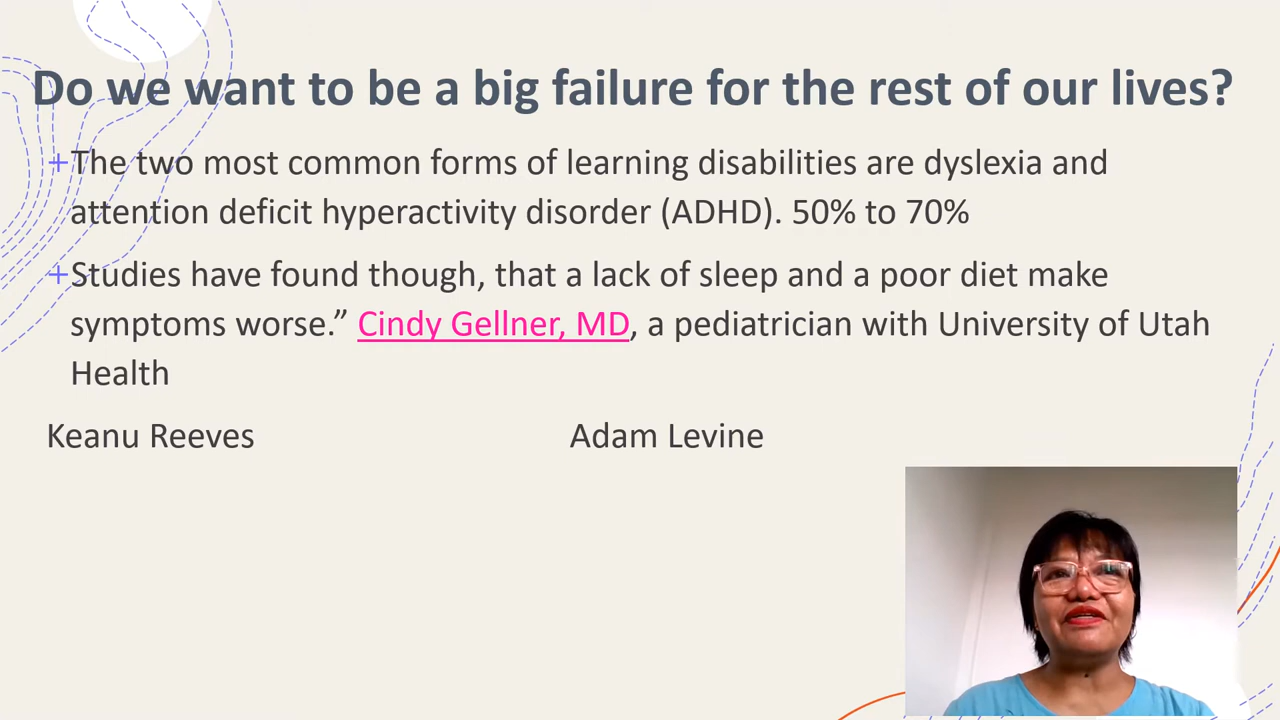 Do we want to be a big failure for the rest of our lives?
+The two most common forms of learning disabilities are dyslexia and
attention deficit hyperactivity disorder (ADHD). 50% to 70%
+Studies have found though, that a lack of sleep and a poor diet make
symptoms worse.” Cindy Gellner, MD, a pediatrician with University of Utah
Health
Keanu Reeves Adam Levine